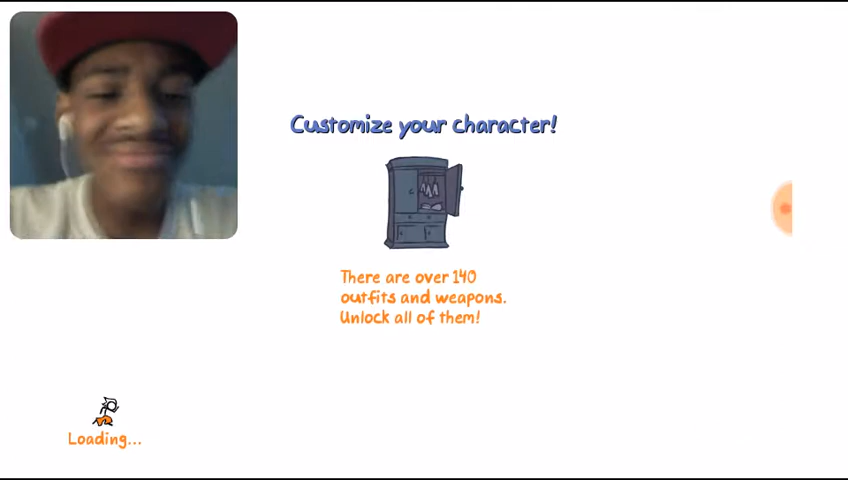 Customize your character!
There are over 140
outfits and weapons.
Unlock all of them!
Loading...